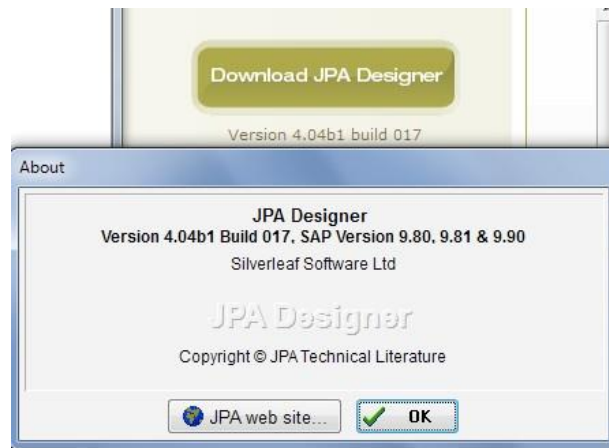 Download JPA Designer
Version 4.04b1 build 017
About
JPA Designer
Version 4.04b1 Build 017, SAP Version 9.80, 9.81 & 9.90
Silverleaf Software Ltd
JPA Designer
Copyright © JPA Technical Literature
JPA web site...
OK